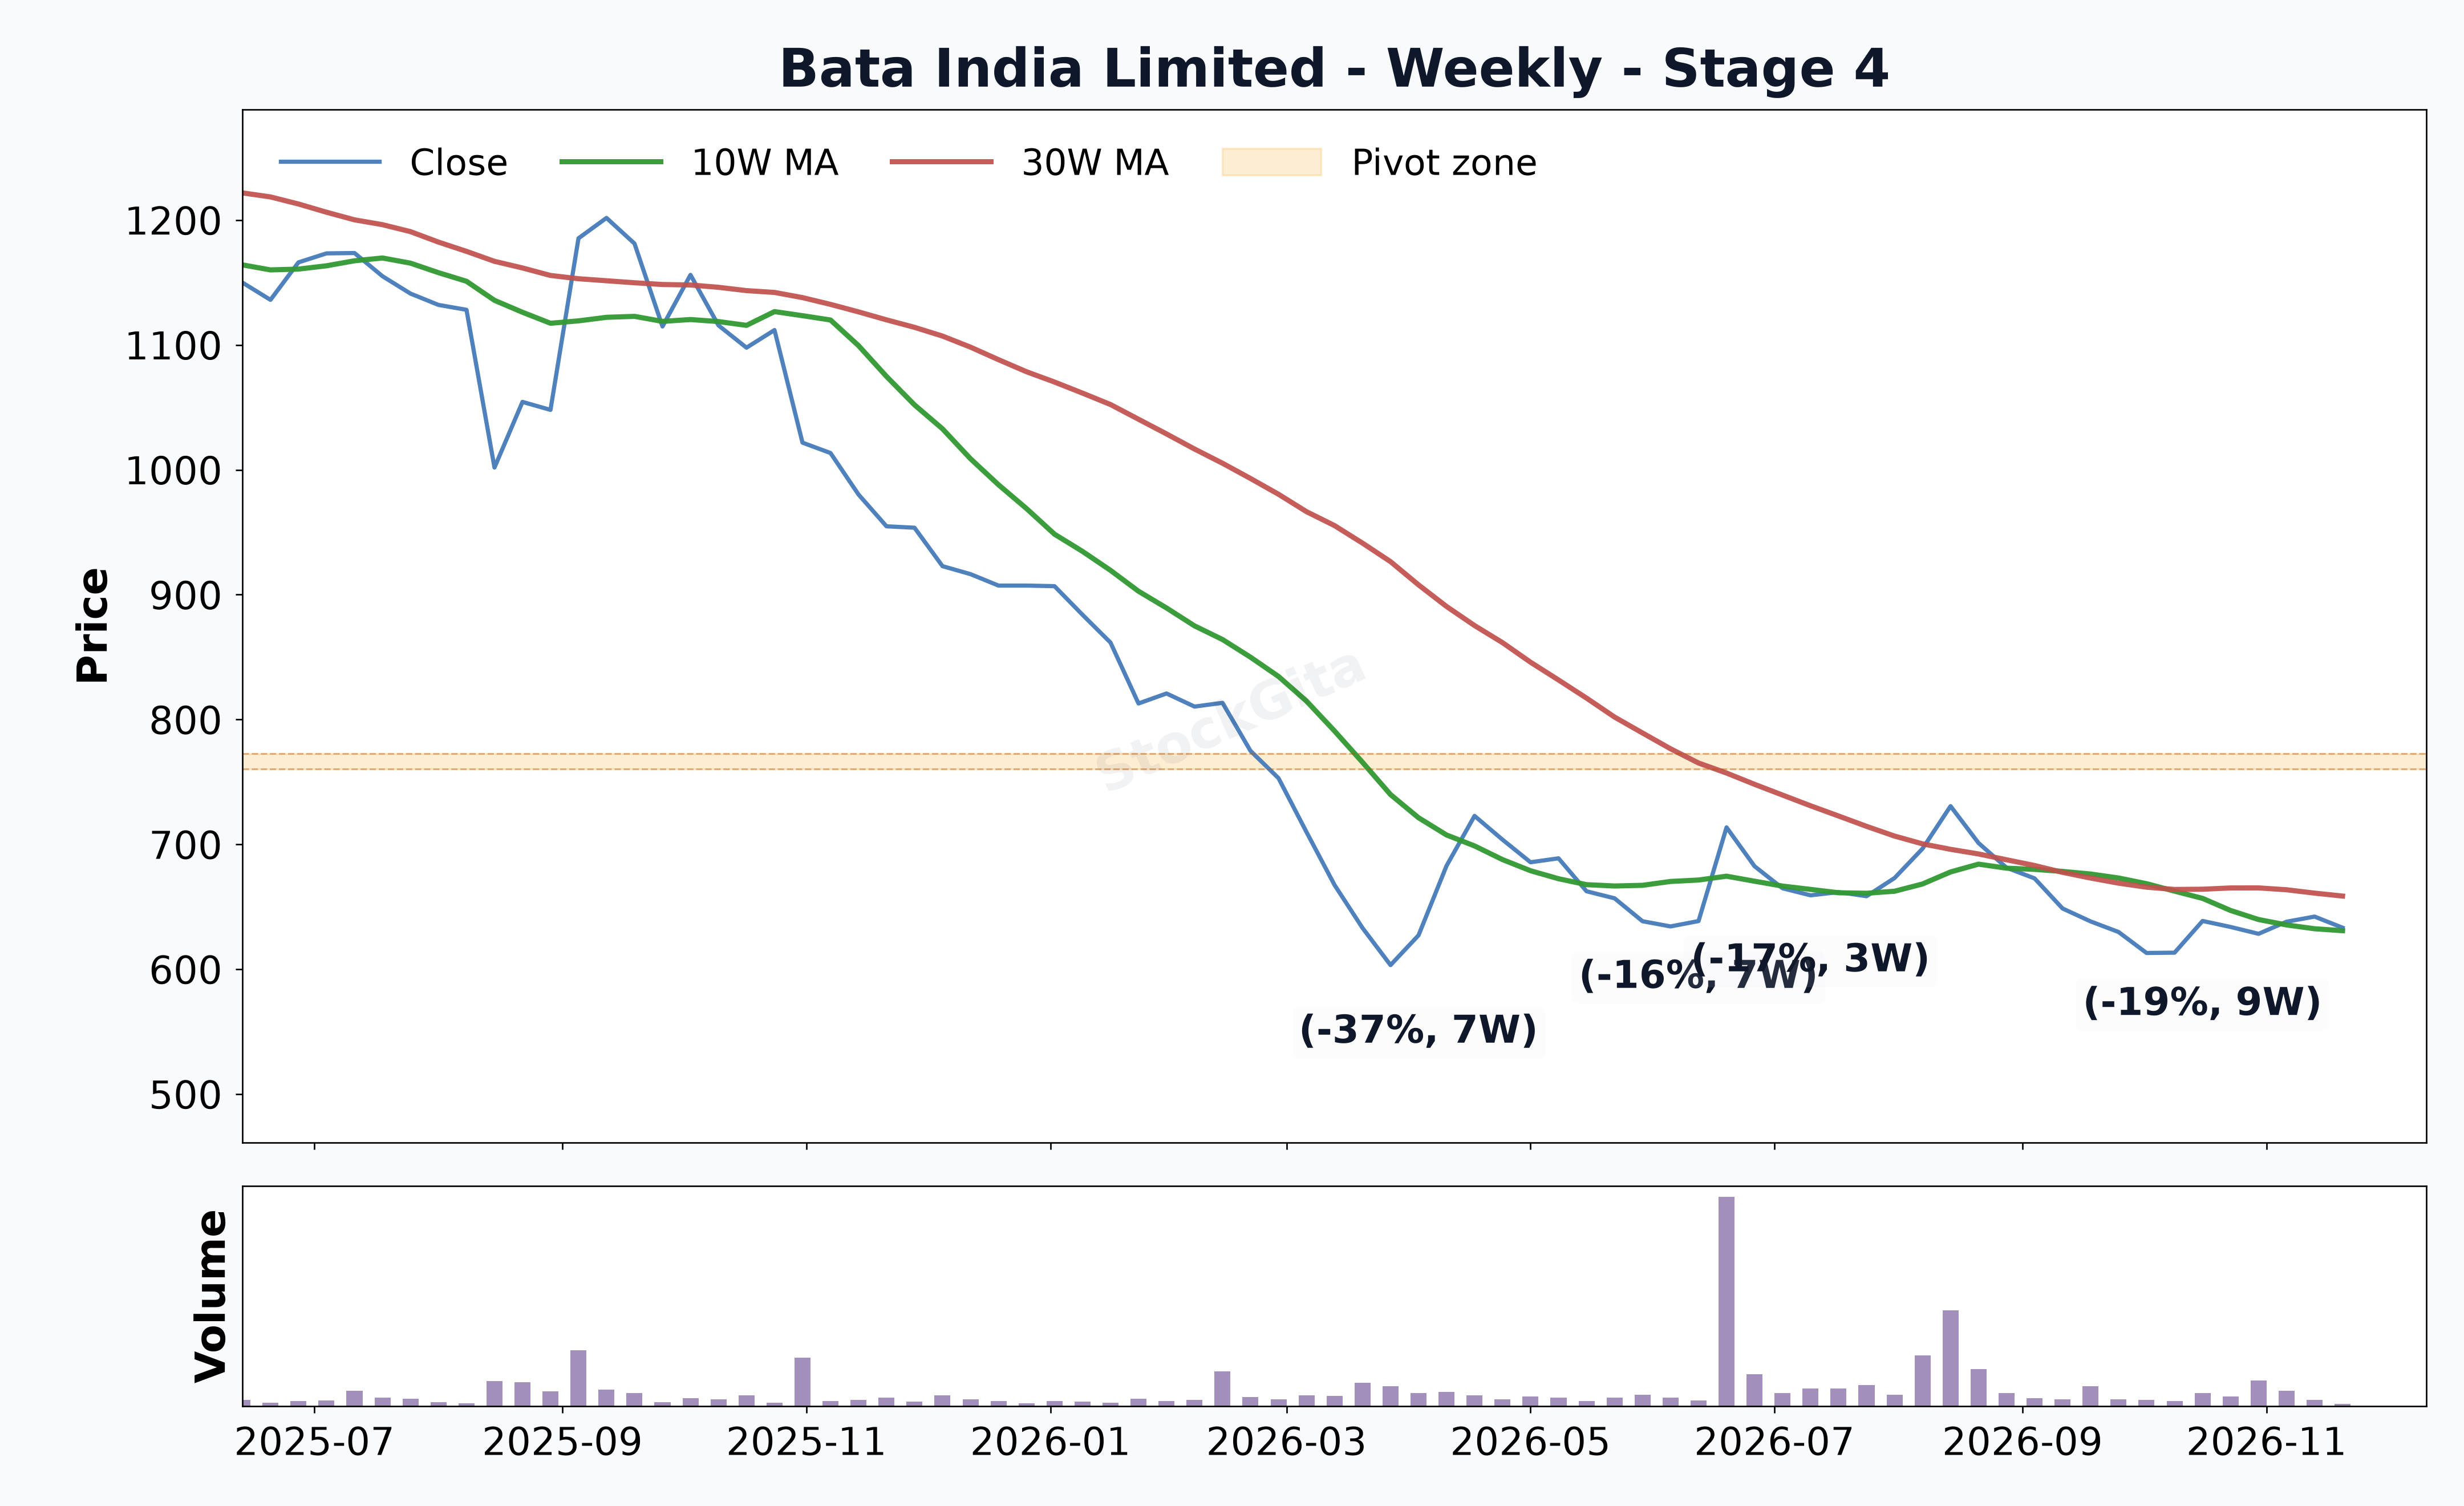 Bata India Limited - Weekly - Stage 4
Close
10W MA
30W MA
Pivot zone
Price
1200
1100
1000
900
800
700
600
500
StockGita
(-37%, 7W)
(-16%, 7W)
(-17%, 3W)
(-19%, 9W)
Volume
2025-07
2025-09
2025-11
2026-01
2026-03
2026-05
2026-07
2026-09
2026-11